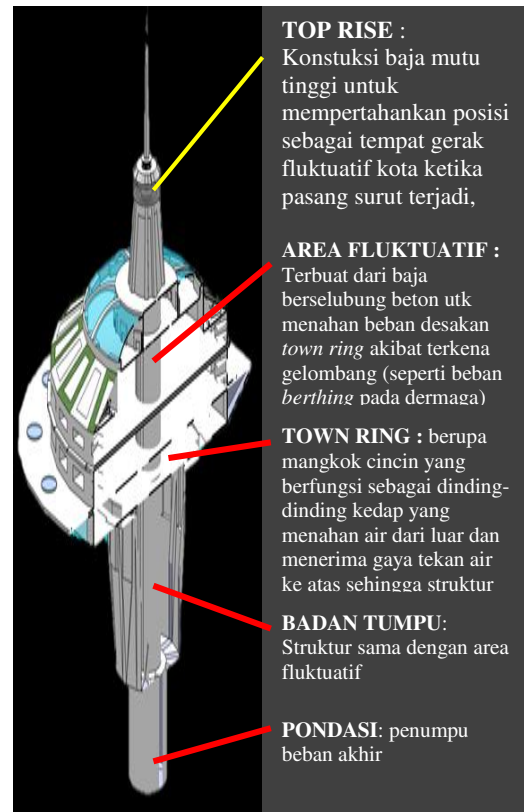 TOP RISE :
Konstuksi baja mutu
tinggi untuk
mempertahankan posisi
sebagai tempat gerak
fluktuatif kota ketika
pasang surut terjadi,
AREA FLUKTUATIF :
Terbuat dari baja
berselubung beton utk
menahan beban desakan
town ring akibat terkena
gelombang (seperti beban
berthing pada dermaga)
TOWN RING : berupa
mangkok cincin yang
berfungsi sebagai dinding-
dinding kedap yang
menahan air dari luar dan
menerima gaya tekan air
ke atas sehingga struktur
BADAN TUMPU:
Struktur sama dengan area
fluktuatif
PONDASI: penumpu
beban akhir